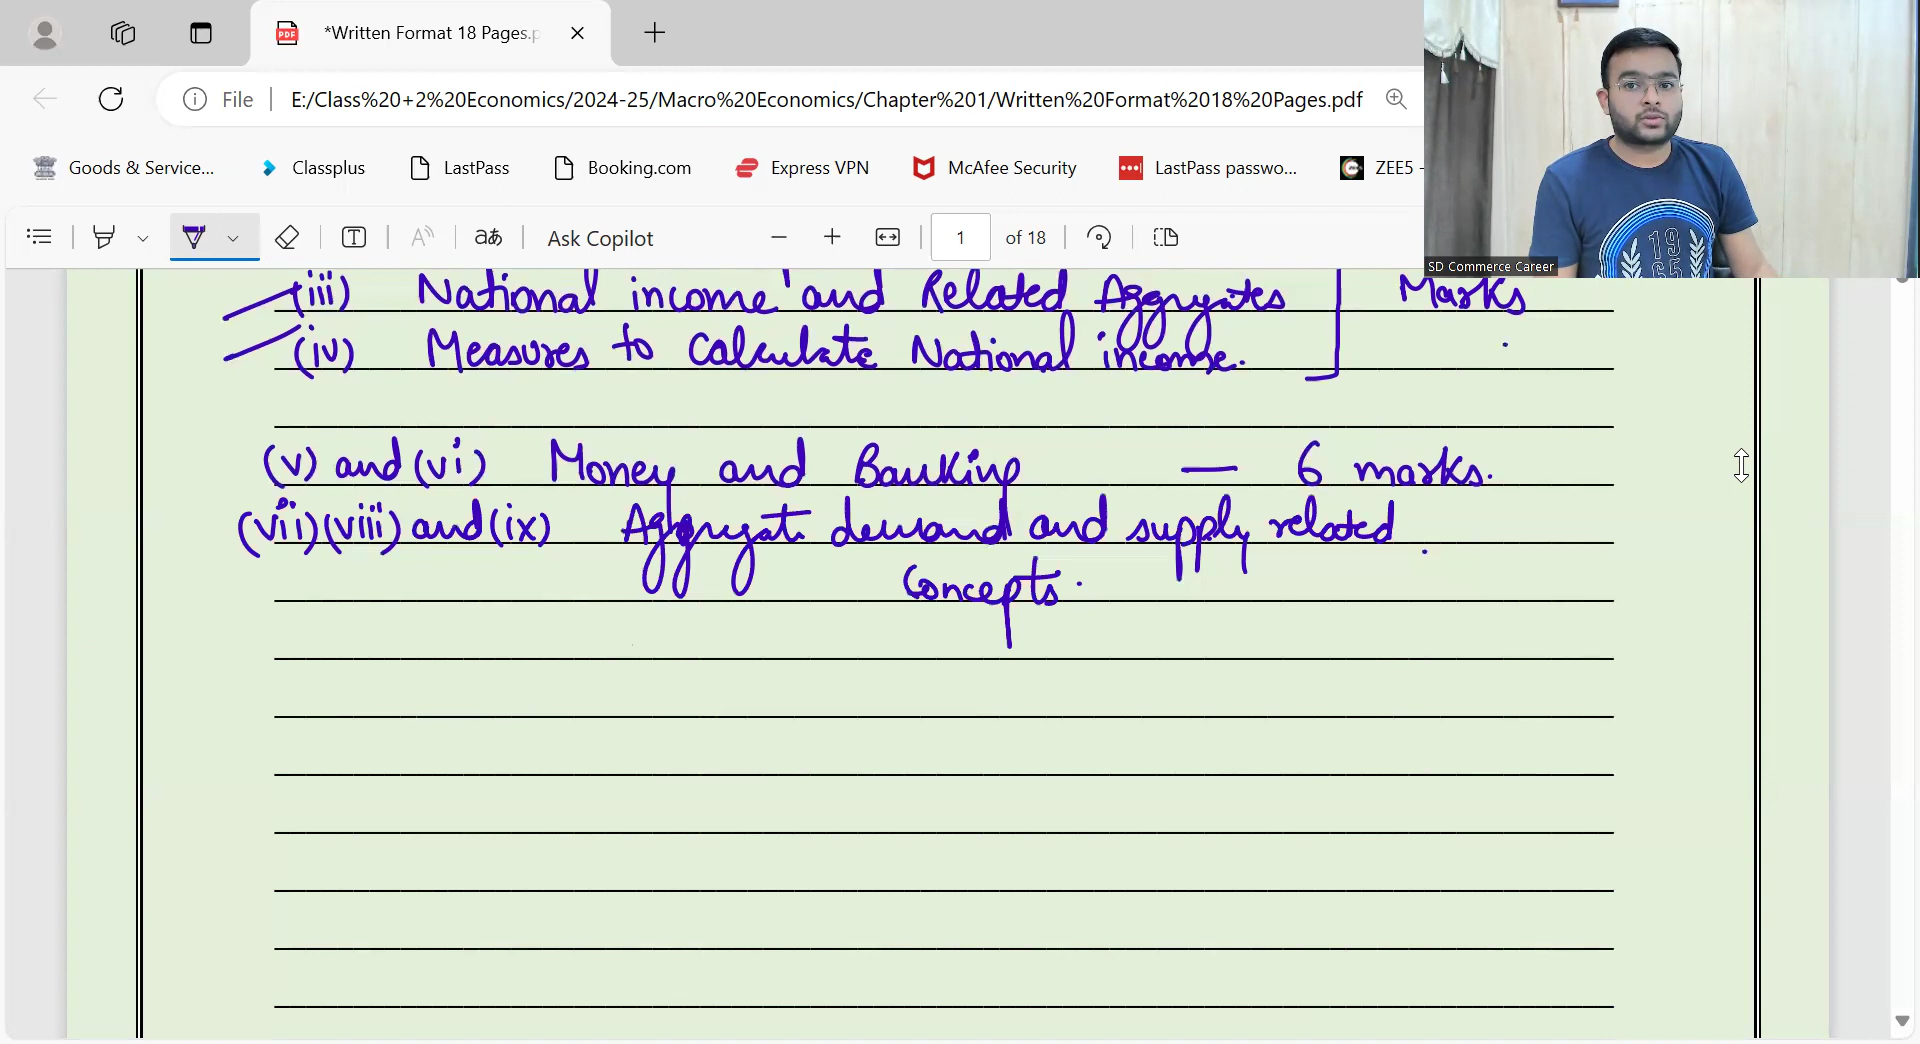 *Written Format 18 Pages.p
File
E:/Class%20+2%20Economics/2024-25/Macro%20Economics/Chapter%201/Written%20Format%2018%20Pages.pdf
Goods & Service... Classplus LastPass Booking.com Express VPN McAfee Security LastPass passwo... ZEE5 -
Ask Copilot 1 of 18
SD Commerce Career
(iii) National income and Related Aggregates Marks
(iv) Measures to Calculate National income.
(v) and (vi) Money and Banking — 6 marks.
(vii) (viii) and (ix) Aggregate demand and supply related
Concepts.